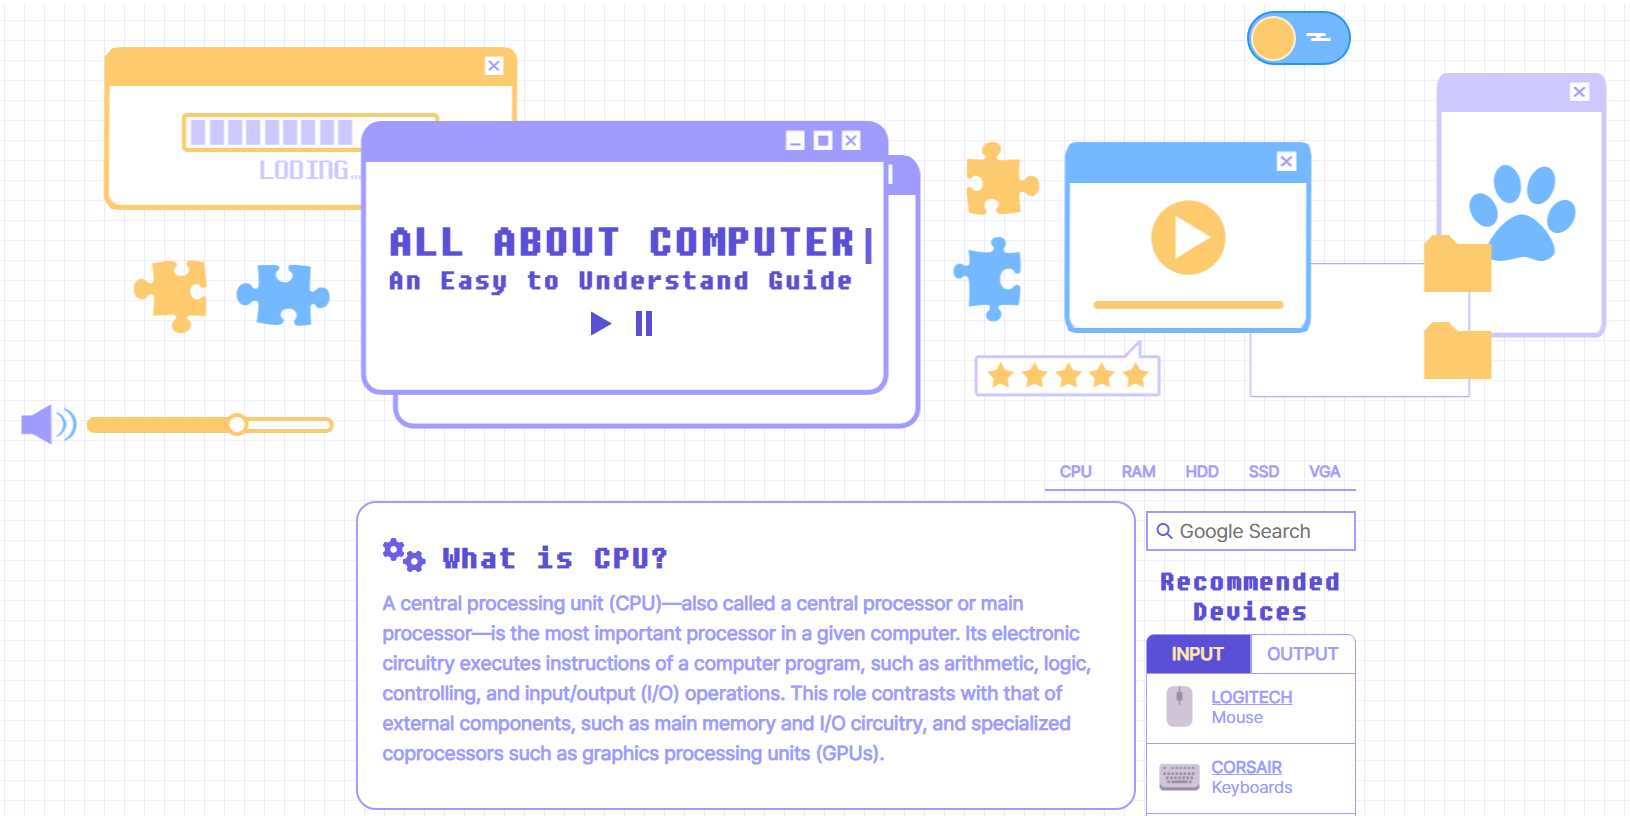 LODING...
ALL ABOUT COMPUTER|
An Easy to Understand Guide
CPU RAM HDD SSD VGA
What is CPU?
A central processing unit (CPU)—also called a central processor or main
processor—is the most important processor in a given computer. Its electronic
circuitry executes instructions of a computer program, such as arithmetic, logic,
controlling, and input/output (I/O) operations. This role contrasts with that of
external components, such as main memory and I/O circuitry, and specialized
coprocessors such as graphics processing units (GPUs).
Google Search
Recommended
Devices
INPUT OUTPUT
LOGITECH
Mouse
CORSAIR
Keyboards